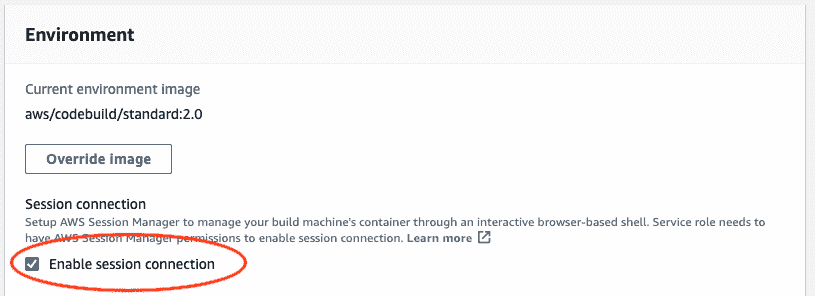 Environment
Current environment image
aws/codebuild/standard:2.0
Override image
Session connection
Setup AWS Session Manager to manage your build machine's container through an interactive browser-based shell. Service role needs to
have AWS Session Manager permissions to enable session connection. Learn more
Enable session connection